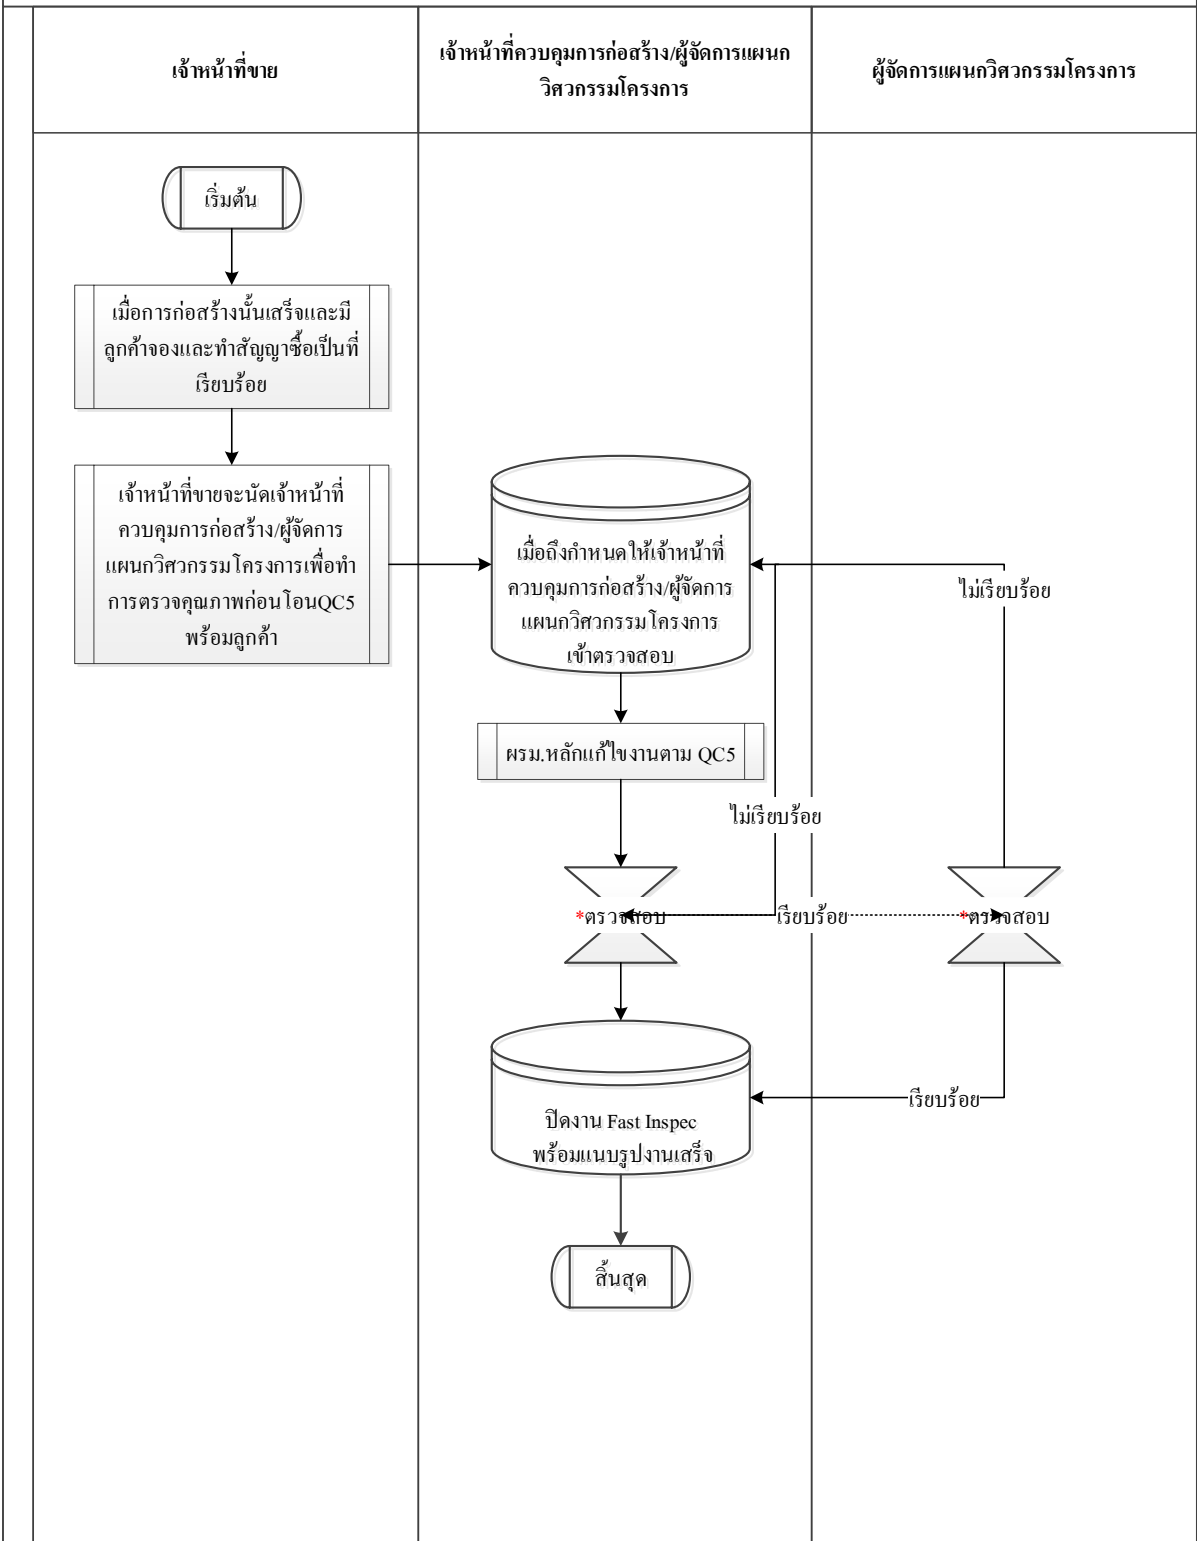 เจ้าหน้าที่ขาย
เจ้าหน้าที่ควบคุมการก่อสร้าง/ผู้จัดการแผนก
วิศวกรรมโครงการ
ผู้จัดการแผนกวิศวกรรมโครงการ
เริ่มต้น
เมื่อการก่อสร้างนั้นเสร็จและมี
ลูกค้าจองและทำสัญญาซื้อเป็นที่
เรียบร้อย
เจ้าหน้าที่ขายจะนัดเจ้าหน้าที่
ควบคุมการก่อสร้าง/ผู้จัดการ
แผนกวิศวกรรมโครงการเพื่อทำ
การตรวจคุณภาพก่อนโอนQC5
พร้อมลูกค้า
เมื่อถึงกำหนดให้เจ้าหน้าที่
ควบคุมการก่อสร้าง/ผู้จัดการ
แผนกวิศวกรรมโครงการ
เข้าตรวจสอบ
ไม่เรียบร้อย
ผรม.หลักแก้ไขงานตาม QC5
ไม่เรียบร้อย
*ตรวจสอบ
เรียบร้อย
*ตรวจสอบ
เรียบร้อย
ปิดงาน Fast Inspec
พร้อมแนบรูปงานเสร็จ
สิ้นสุด